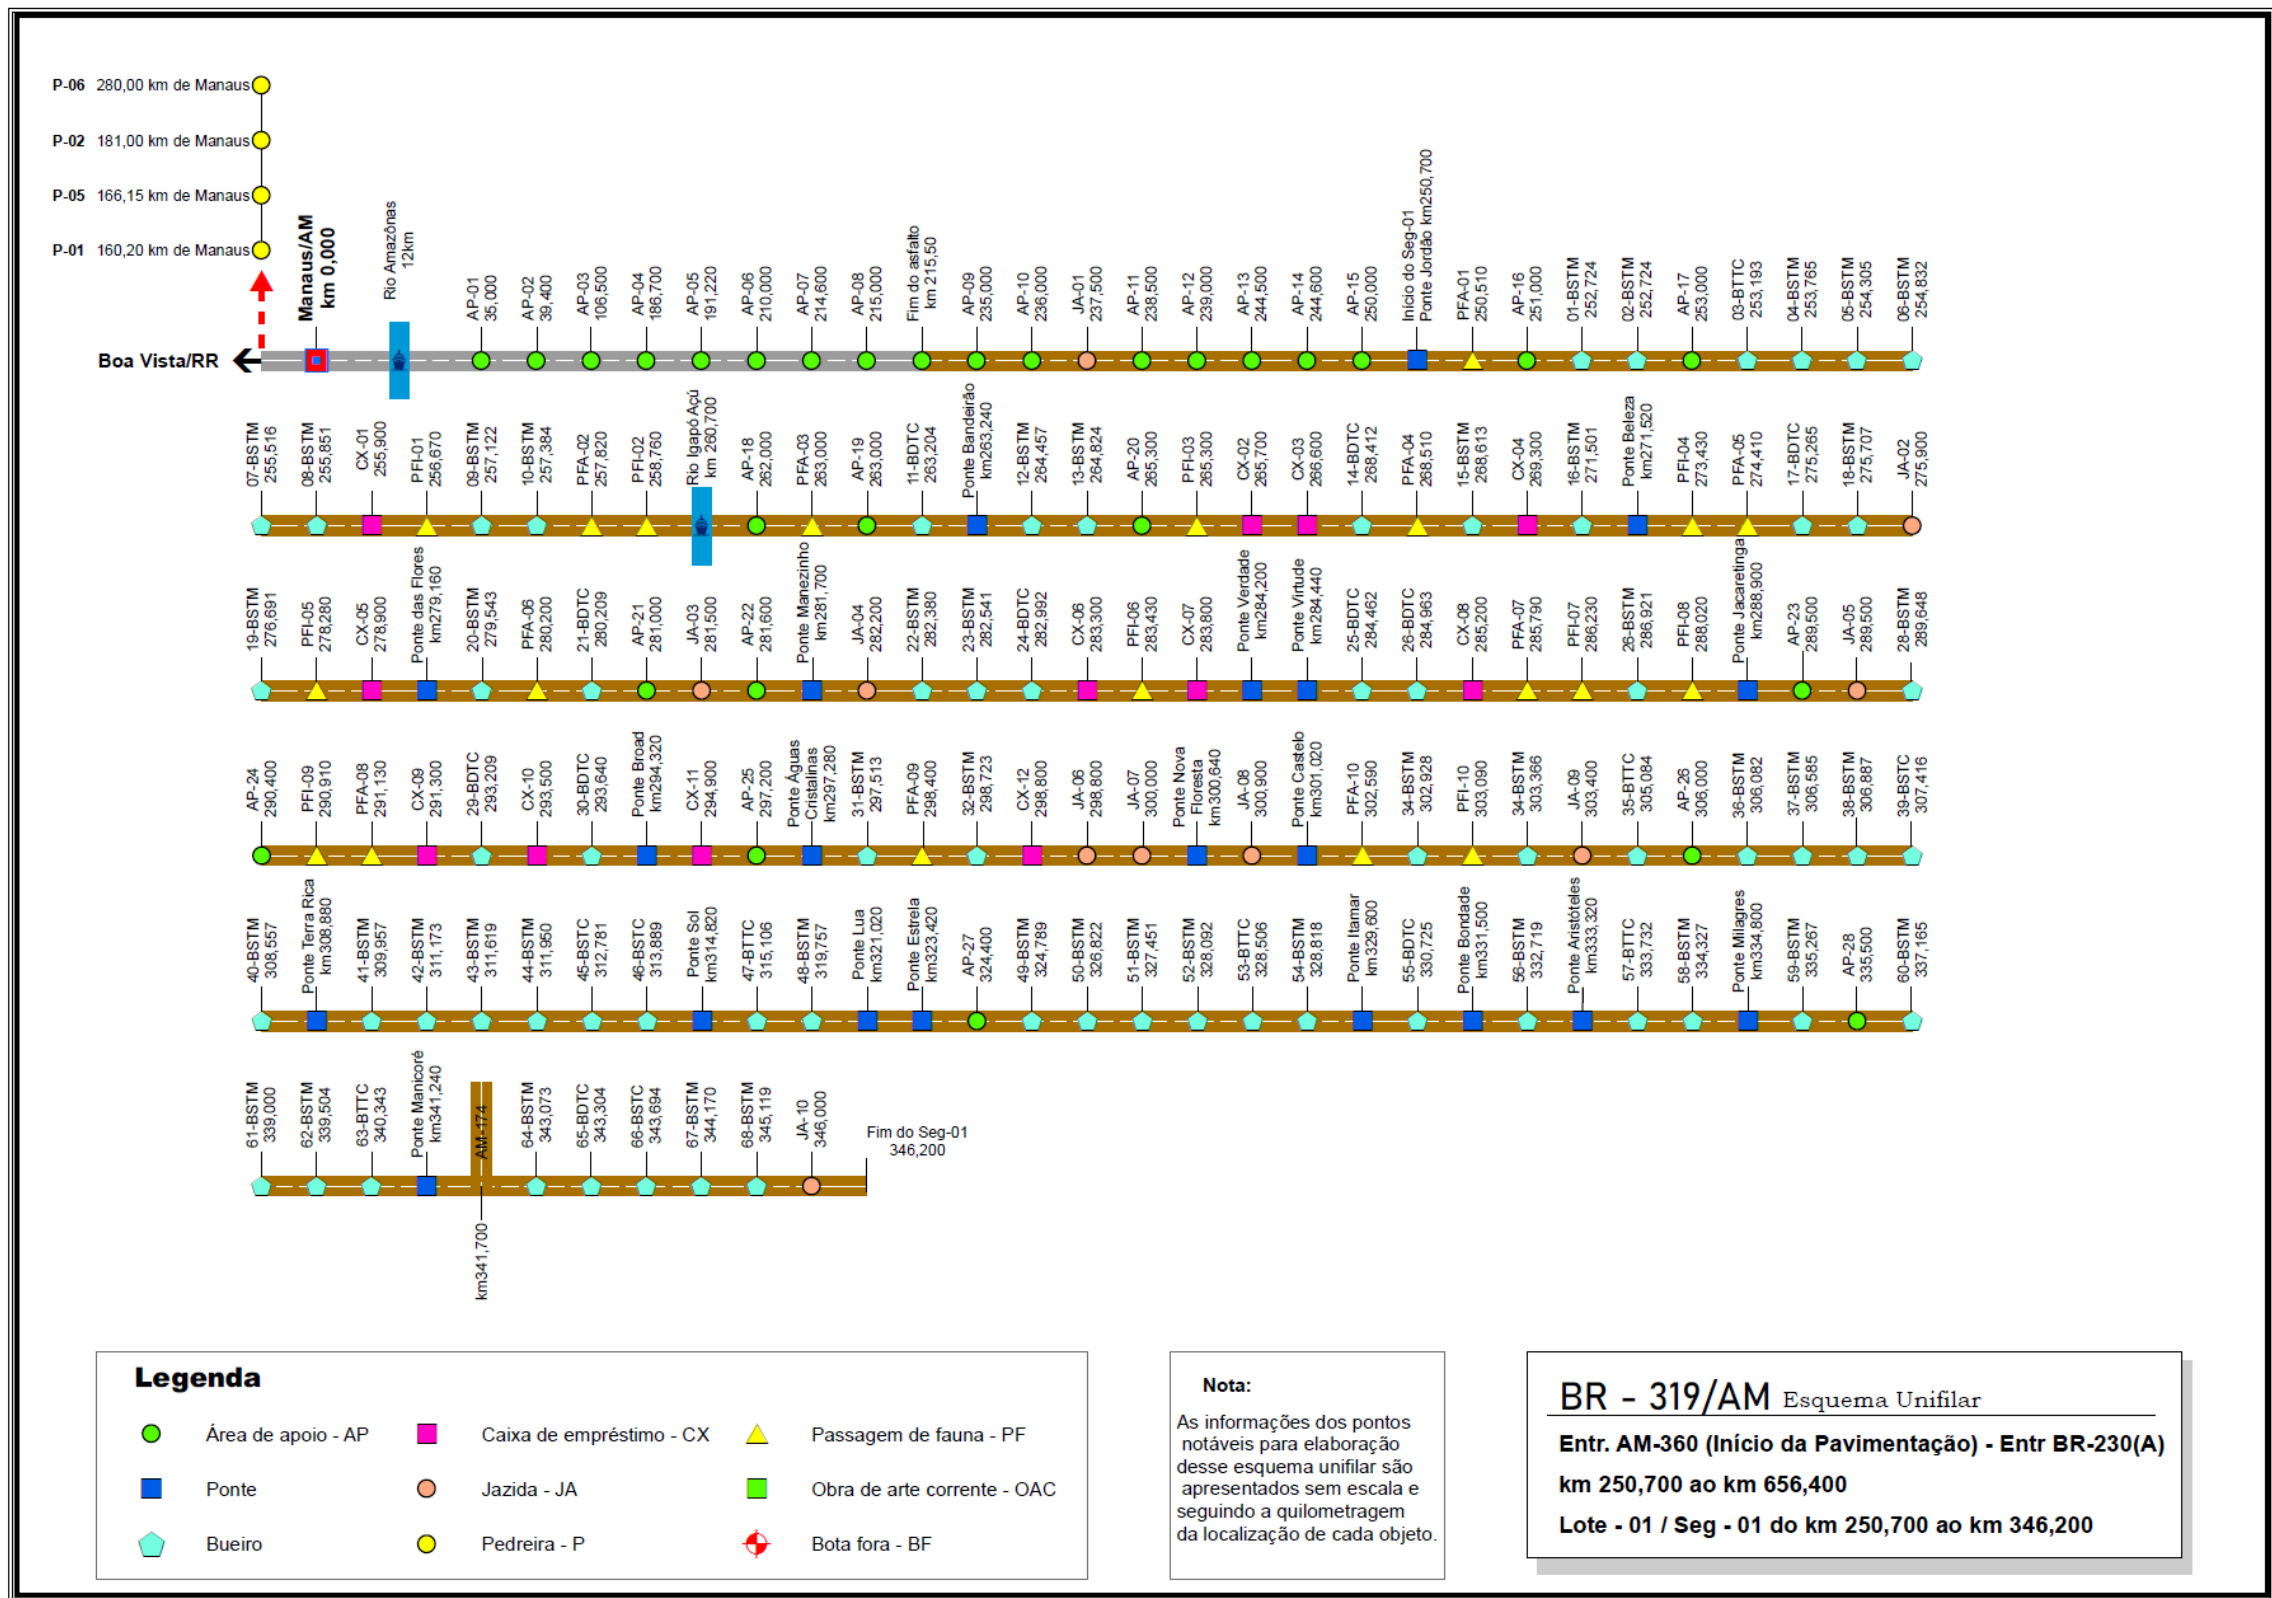 P-06 280,00 km de Manaus
P-02 181,00 km de Manaus
P-05 166,15 km de Manaus
P-01 160,20 km de Manaus
Boa Vista/RR
Manaus/AM
km 0,000
Rio Amazônas
12km
AP-01
35,000
AP-02
39,400
AP-03
106,500
AP-04
186,700
AP-05
191,220
AP-06
210,000
AP-07
214,600
AP-08
215,000
Fim do asfalto
km 215,50
AP-09
235,000
AP-10
236,000
JA-01
237,500
AP-11
238,500
AP-12
239,000
AP-13
244,500
AP-14
244,600
AP-15
250,000
Início do Seg-01
Ponte Jordão km250,700
PFA-01
250,510
AP-16
251,000
01-BSTM
252,724
02-BSTM
252,724
AP-17
253,000
03-BTTC
253,193
04-BSTM
253,765
05-BSTM
254,305
06-BSTM
254,832
07-BSTM
255,516
08-BSTM
255,851
CX-01
255,900
PFI-01
256,670
09-BSTM
257,122
10-BSTM
257,384
PFA-02
257,820
PFI-02
258,760
Rio Igapó Açú
km 260,700
AP-18
262,000
PFA-03
263,000
AP-19
263,000
11-BDTC
263,204
Ponte Bandeirão
km263,240
12-BSTM
264,457
13-BSTM
264,824
AP-20
265,300
PFI-03
265,300
CX-02
265,700
CX-03
266,600
14-BDTC
268,412
PFA-04
268,510
15-BSTM
268,613
CX-04
269,300
16-BSTM
271,501
Ponte Beleza
km271,520
PFI-04
273,430
PFA-05
274,410
17-BDTC
275,265
18-BSTM
275,707
JA-02
275,900
19-BSTM
276,691
PFI-05
278,280
CX-05
278,900
Ponte das Flores
km279,160
20-BSTM
279,543
PFA-06
280,200
21-BDTC
280,209
AP-21
281,000
JA-03
281,500
AP-22
281,600
Ponte Manezinho
km281,700
JA-04
282,200
22-BSTM
282,380
23-BSTM
282,541
24-BDTC
282,992
CX-06
283,300
PFI-06
283,430
CX-07
283,800
Ponte Verdade
km284,200
Ponte Virtude
km284,440
25-BDTC
284,462
26-BDTC
284,963
CX-08
285,200
PFA-07
285,790
PFI-07
286,230
26-BSTM
286,921
PFI-08
288,020
Ponte Jacaretinga
km288,900
AP-23
289,500
JA-05
289,500
28-BSTM
289,648
AP-24
290,400
PFI-09
290,910
PFA-08
291,130
CX-09
291,300
29-BDTC
293,209
CX-10
293,500
30-BDTC
293,640
Ponte Broad
km294,320
CX-11
294,900
AP-25
297,200
Ponte Águas
Cristalinas
km297,280
31-BSTM
297,513
PFA-09
298,400
32-BSTM
298,723
CX-12
298,800
JA-06
298,800
JA-07
300,000
Ponte Nova
Floresta
km300,640
JA-08
300,900
Ponte Castelo
km301,020
PFA-10
302,590
34-BSTM
302,928
PFI-10
303,090
34-BSTM
303,366
JA-09
303,400
35-BTTC
305,084
AP-26
306,000
36-BSTM
306,082
37-BSTM
306,585
38-BSTM
306,887
39-BSTC
307,416
40-BSTM
308,557
Ponte Terra Rica
km308,880
41-BSTM
309,957
42-BSTM
311,173
43-BSTM
311,619
44-BSTM
311,950
45-BSTC
312,781
46-BSTC
313,889
Ponte Sol
km314,820
47-BTTC
315,106
48-BSTM
319,757
Ponte Lua
km321,020
Ponte Estrela
km323,420
AP-27
324,400
49-BSTM
324,789
50-BSTM
326,822
51-BSTM
327,451
52-BSTM
328,092
53-BTTC
328,506
54-BSTM
328,818
Ponte Itamar
km329,600
55-BDTC
330,725
Ponte Bondade
km331,500
56-BSTM
332,719
Ponte Aristóteles
km333,320
57-BTTC
333,732
58-BSTM
334,327
Ponte Milagres
km334,800
59-BSTM
335,267
AP-28
335,500
60-BSTM
337,165
61-BSTM
339,000
62-BSTM
339,504
63-BTTC
340,343
Ponte Manicoré
km341,240
AM-174
km341,700
64-BSTM
343,073
65-BDTC
343,304
66-BSTC
343,694
67-BSTM
344,170
68-BSTM
345,119
JA-10
346,000
Fim do Seg-01
346,200
Legenda
Área de apoio - AP
Caixa de empréstimo - CX
Passagem de fauna - PF
Ponte
Jazida - JA
Obra de arte corrente - OAC
Bueiro
Pedreira - P
Bota fora - BF
Nota:
As informações dos pontos
notáveis para elaboração
desse esquema unifilar são
apresentados sem escala e
seguindo a quilometragem
da localização de cada objeto.
BR - 319/AM Esquema Unifilar
Entr. AM-360 (Início da Pavimentação) - Entr BR-230(A)
km 250,700 ao km 656,400
Lote - 01 / Seg - 01 do km 250,700 ao km 346,200